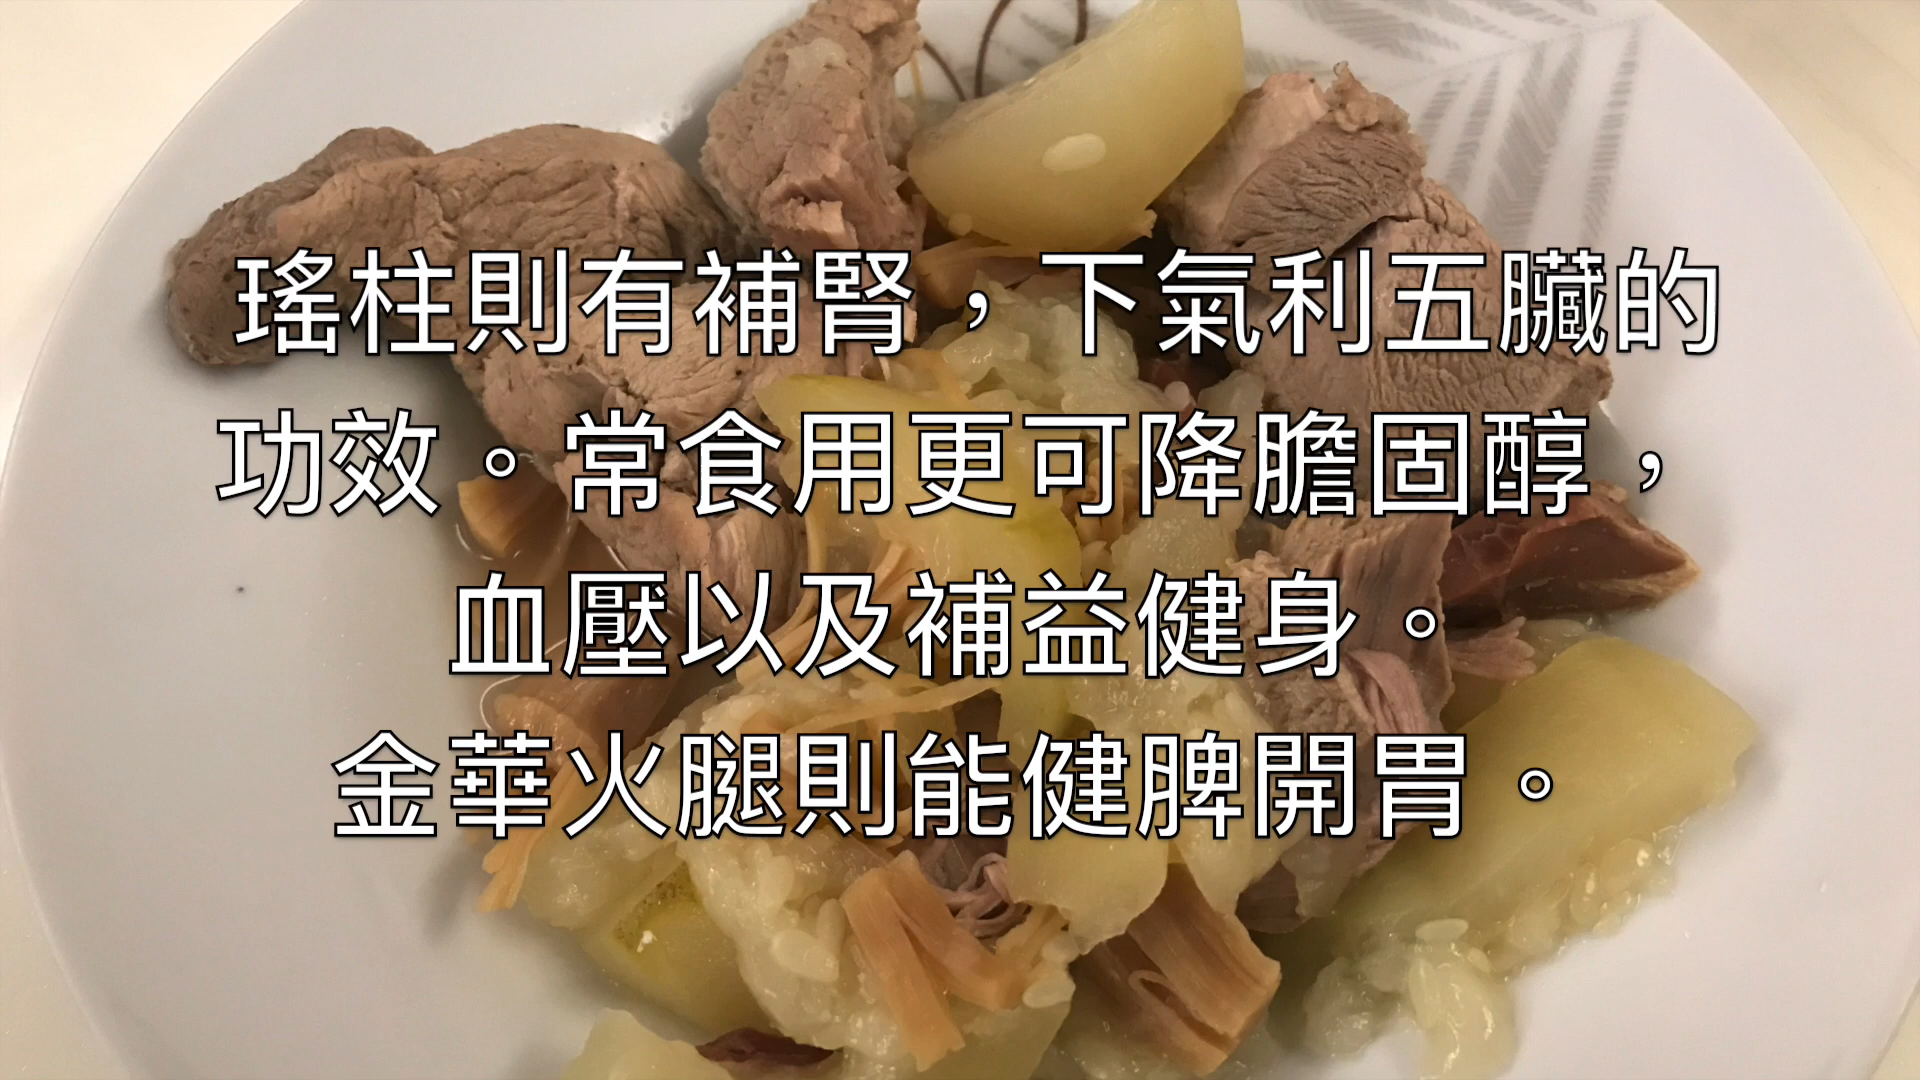 瑤柱則有補腎，下氣利五臟的
功效。常食用更可降膽固醇，
血壓以及補益健身。
金華火腿則能健脾開胃。